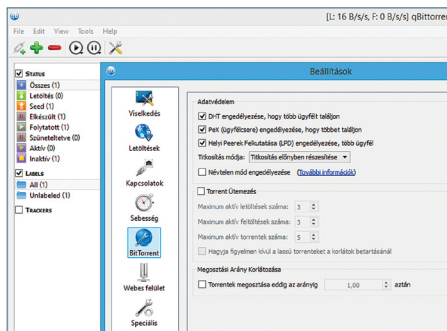 [L: 16 B/s/s, F: 0 B/s/s] qBittorren
File Edit View Tools Help
STATUS
Összes (1)
Letöltés (0)
Seed (1)
Elkészült (1)
Folytatott (1)
Szüneteltetve (0)
Aktív (0)
Inaktív (1)
LABELS
All (1)
Unlabeled (1)
TRACKERS
Beállítások
Viselkedés
Letöltések
Kapcsolatok
Sebesség
BitTorrent
Webes felület
Speciális
Adatvédelem
DHT engedélyezése, hogy több ügyfélt találjon
PeX (ügyfélcsere) engedélyezése, hogy többet találjon
Helyi Peerek Felkutatása (LPD) engedélyezése, több ügyfél
Titkosítás módja: Titkosítás előnyben részesítése
Névtelen mód engedélyezése (További információk)
Torrent Ütemezés
Maximum aktív letöltések száma: 3
Maximum aktív feltöltések száma: 3
Maximum aktív torrentek száma: 5
Hagyja figyelmen kívül a lassú torrenteket a korlátok betartásánál
Megosztási Arány Korlátozása
Torrentek megosztása eddig az arányig 1,00 aztán